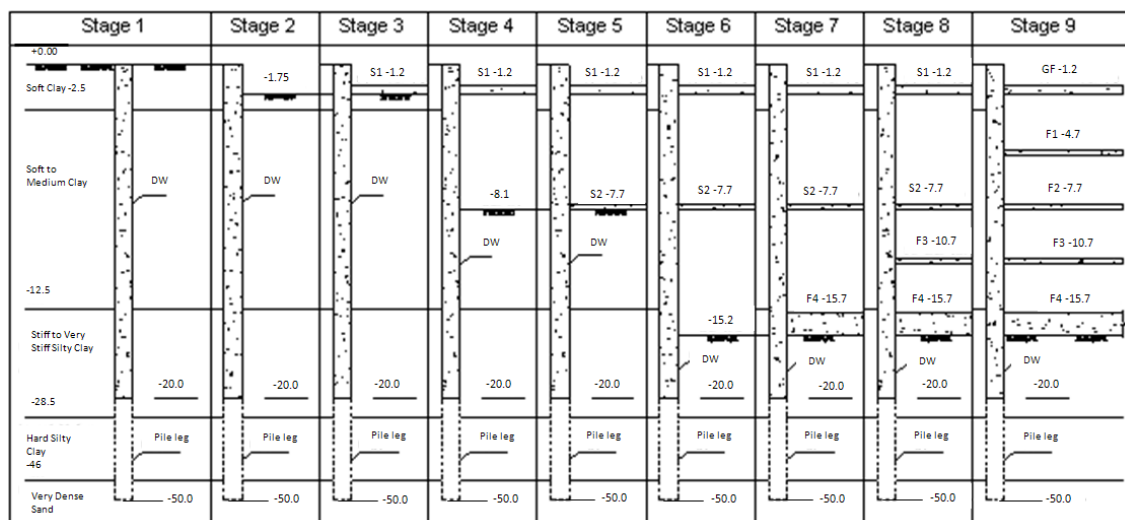 Stage 1
Stage 2
Stage 3
Stage 4
Stage 5
Stage 6
Stage 7
Stage 8
Stage 9
+0.00
Soft Clay -2.5
-1.75
S1 -1.2
S1 -1.2
S1 -1.2
S1 -1.2
S1 -1.2
S1 -1.2
GF -1.2
F1 -4.7
Soft to
Medium Clay
DW
DW
DW
-8.1
S2 -7.7
S2 -7.7
S2 -7.7
S2 -7.7
F2 -7.7
DW
DW
F3 -10.7
F3 -10.7
-12.5
F4 -15.7
F4 -15.7
F4 -15.7
Stiff to Very
Stiff Silty Clay
-15.2
DW
DW
DW
DW
-20.0
-20.0
-20.0
-20.0
-20.0
-20.0
-20.0
-20.0
-20.0
-28.5
Hard Silty
Clay
-46
Pile leg
Pile leg
Pile leg
Pile leg
Pile leg
Pile leg
Pile leg
Pile leg
Pile leg
Very Dense
Sand
-50.0
-50.0
-50.0
-50.0
-50.0
-50.0
-50.0
-50.0
-50.0